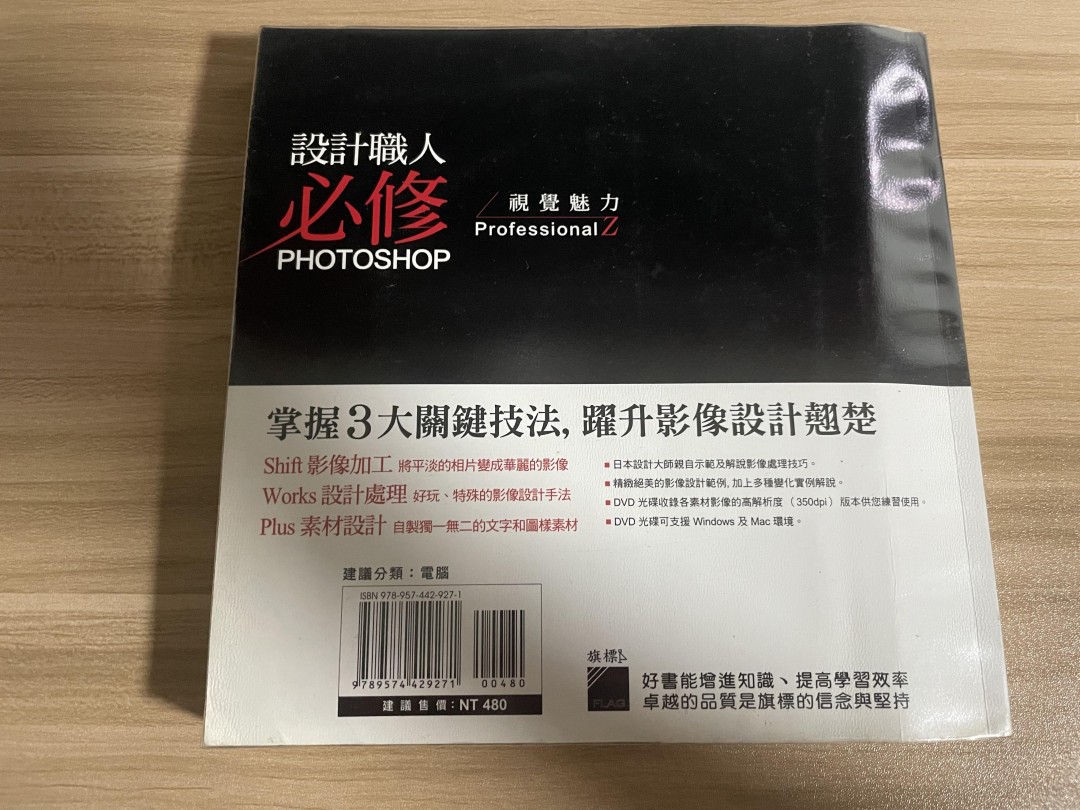 設計職人
必修
PHOTOSHOP
視覺魅力
Professional Z
掌握3大關鍵技法, 躍升影像設計翹楚
Shift 影像加工 將平淡的相片變成華麗的影像
Works 設計處理 好玩、特殊的影像設計手法
Plus 素材設計 自製獨一無二的文字和圖樣素材
■ 日本設計大師親自示範及解說影像處理技巧。
■ 精緻絕美的影像設計範例, 加上多種變化實例解說。
■ DVD 光碟收錄各素材影像的高解析度（350dpi）版本供您練習使用。
■ DVD 光碟可支援 Windows 及 Mac 環境。
建議分類：電腦
ISBN 978-957-442-927-1
9 789574 429271
00480
建議售價：NT 480
旗標
FLAG
好書能增進知識、提高學習效率
卓越的品質是旗標的信念與堅持